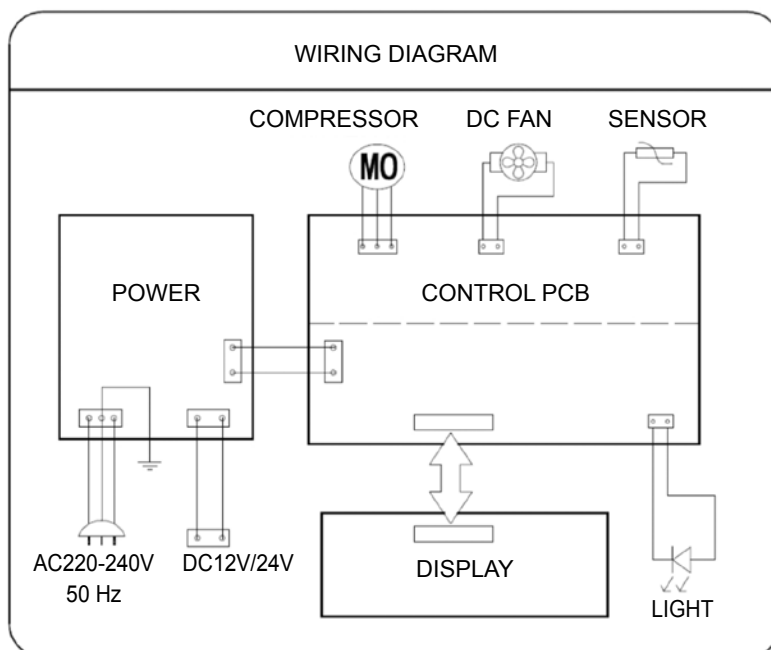 WIRING DIAGRAM
COMPRESSOR DC FAN SENSOR
MO
POWER CONTROL PCB
AC220-240V DC12V/24V DISPLAY
50 Hz LIGHT